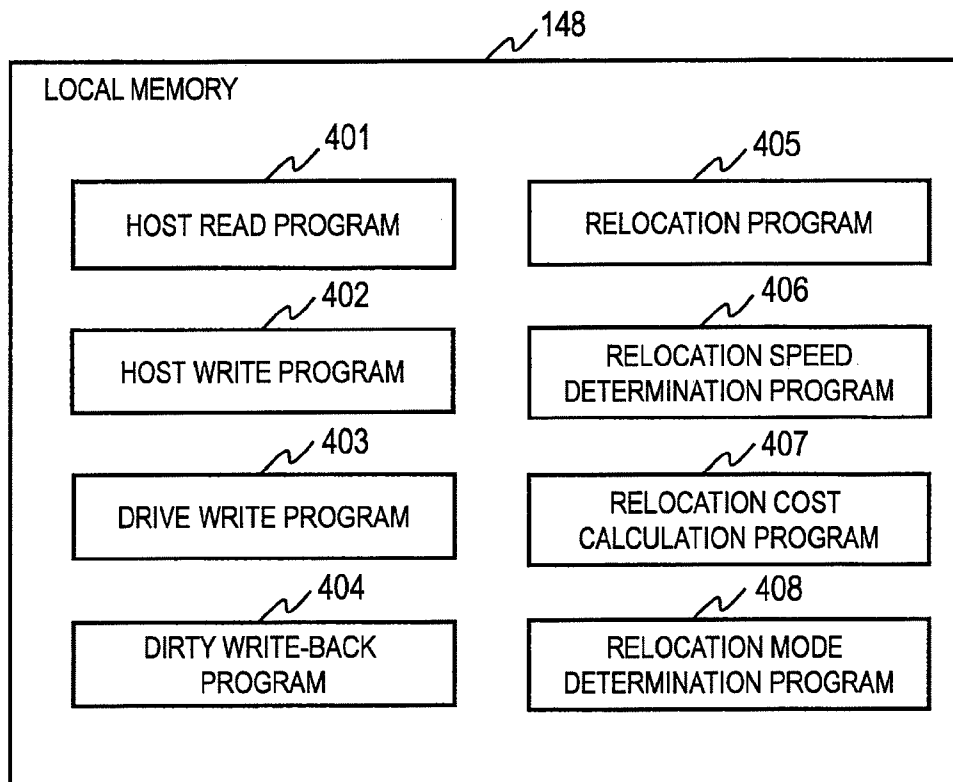 148
LOCAL MEMORY
401
HOST READ PROGRAM
402
HOST WRITE PROGRAM
403
DRIVE WRITE PROGRAM
404
DIRTY WRITE-BACK
PROGRAM
405
RELOCATION PROGRAM
406
RELOCATION SPEED
DETERMINATION PROGRAM
407
RELOCATION COST
CALCULATION PROGRAM
408
RELOCATION MODE
DETERMINATION PROGRAM